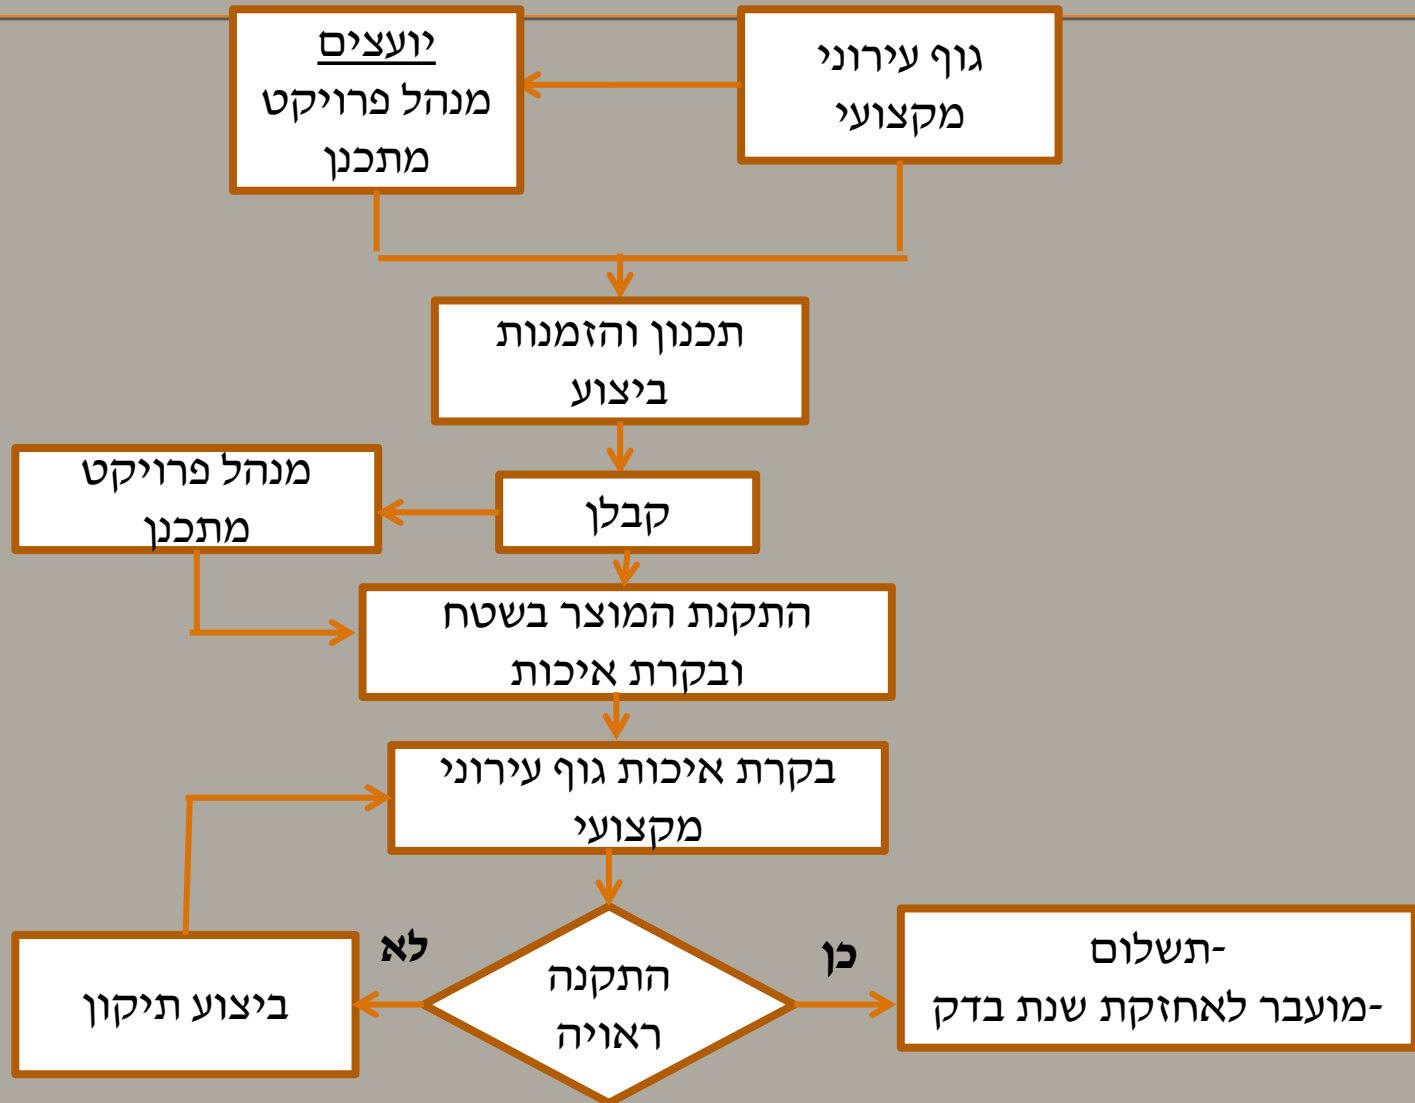 גוף עירוני
מקצועי
יועצים
מנהל פרויקט
מתכנן
תכנון והזמנות
ביצוע
קבלן
מנהל פרויקט
מתכנן
התקנת המוצר בשטח
ובקרת איכות
בקרת איכות גוף עירוני
מקצועי
התקנה
ראויה
כן
-תשלום
-מועבר לאחזקת שנת בדק
לא
ביצוע תיקון